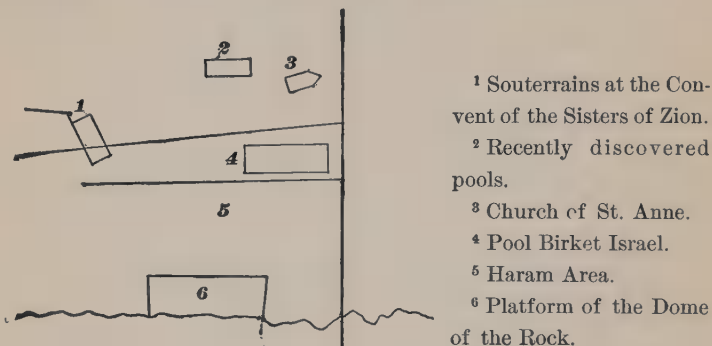 2
3
1
4
5
6
¹ Souterrains at the Con-
vent of the Sisters of Zion.
² Recently discovered
pools.
³ Church of St. Anne.
⁴ Pool Birket Israel.
⁵ Haram Area.
⁶ Platform of the Dome
of the Rock.